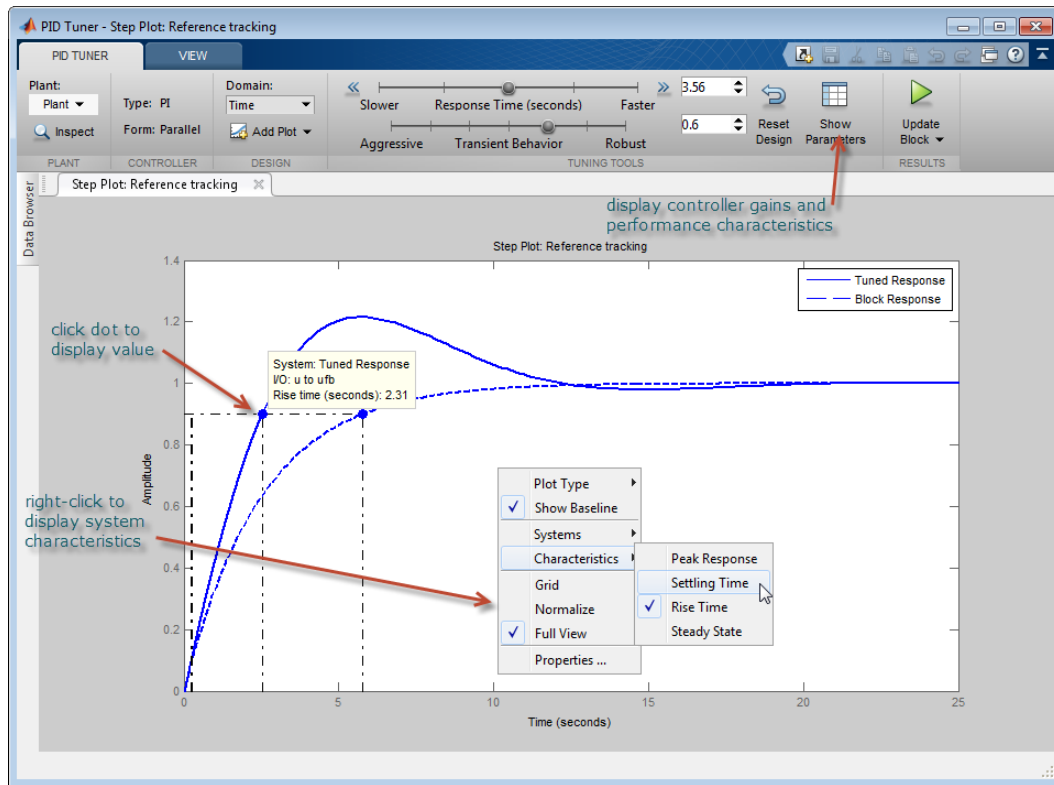 PID Tuner - Step Plot: Reference tracking
PID TUNER
VIEW
Plant:
Plant
Inspect
PLANT
Type: PI
Form: Parallel
CONTROLLER
Domain:
Time
Add Plot
DESIGN
Slower
Response Time (seconds)
Faster
3.56
Aggressive
Transient Behavior
Robust
0.6
Reset
Design
Show
Parameters
TUNING TOOLS
Update
Block
RESULTS
Data Browser
Step Plot: Reference tracking
display controller gains and
performance characteristics
Step Plot: Reference tracking
Tuned Response
Block Response
1.4
1.2
1
0.8
0.6
0.4
0.2
0
Amplitude
click dot to
display value
System: Tuned Response
I/O: u to ufb
Rise time (seconds): 2.31
right-click to
display system
characteristics
Plot Type
Show Baseline
Systems
Characteristics
Grid
Normalize
Full View
Properties ...
Peak Response
Settling Time
Rise Time
Steady State
0
5
10
15
20
25
Time (seconds)